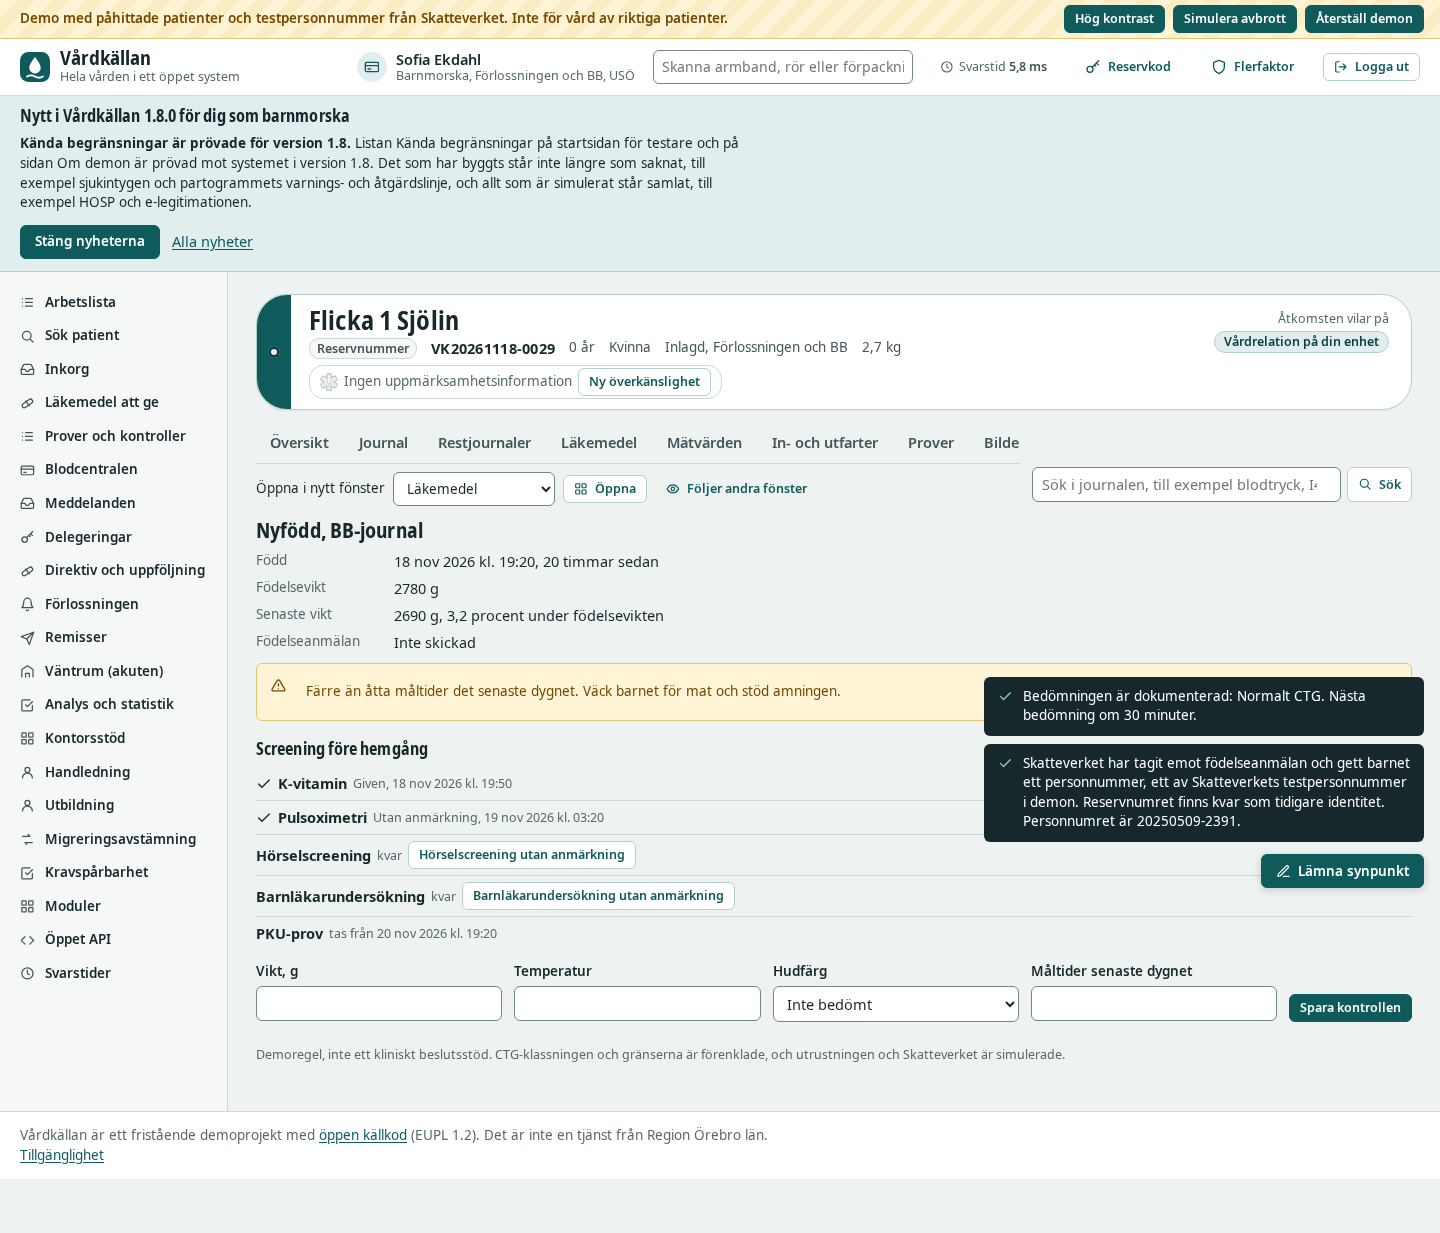 Demo med påhittade patienter och testpersonnummer från Skatteverket. Inte för vård av riktiga patienter.
Hög kontrast
Simulera avbrott
Återställ demon
Vårdkällan
Hela vården i ett öppet system
Sofia Ekdahl
Barnmorska, Förlossningen och BB, USÖ
Skanna armband, rör eller förpackni
Svarstid 5,8 ms
Reservkod
Flerfaktor
Logga ut
Nytt i Vårdkällan 1.8.0 för dig som barnmorska
Kända begränsningar är prövade för version 1.8. Listan Kända begränsningar på startsidan för testare och på
sidan Om demon är prövad mot systemet i version 1.8. Det som har byggts står inte längre som saknat, till
exempel sjukintygen och partogrammets varnings- och åtgärdslinje, och allt som är simulerat står samlat, till
exempel HOSP och e-legitimationen.
Stäng nyheterna
Alla nyheter
Arbetslista
Sök patient
Inkorg
Läkemedel att ge
Prover och kontroller
Blodcentralen
Meddelanden
Delegeringar
Direktiv och uppföljning
Förlossningen
Remisser
Väntrum (akuten)
Analys och statistik
Kontorsstöd
Handledning
Utbildning
Migreringsavstämning
Kravspårbarhet
Moduler
Öppet API
Svarstider
Flicka 1 Sjölin
Reservnummer VK20261118-0029 0 år Kvinna Inlagd, Förlossningen och BB 2,7 kg
Ingen uppmärksamhetsinformation Ny överkänslighet
Åtkomsten vilar på
Vårdrelation på din enhet
Översikt Journal Restjournaler Läkemedel Mätvärden In- och utfarter Prover Bilde
Öppna i nytt fönster Läkemedel Öppna Följer andra fönster
Sök i journalen, till exempel blodtryck, I4 Sök
Nyfödd, BB-journal
Född 18 nov 2026 kl. 19:20, 20 timmar sedan
Födelsevikt 2780 g
Senaste vikt 2690 g, 3,2 procent under födelsevikten
Födelseanmälan Inte skickad
Färre än åtta måltider det senaste dygnet. Väck barnet för mat och stöd amningen.
Bedömningen är dokumenterad: Normalt CTG. Nästa
bedömning om 30 minuter.
Skatteverket har tagit emot födelseanmälan och gett barnet
ett personnummer, ett av Skatteverkets testpersonnummer
i demon. Reservnumret finns kvar som tidigare identitet.
Personnumret är 20250509-2391.
Lämna synpunkt
Screening före hemgång
K-vitamin Given, 18 nov 2026 kl. 19:50
Pulsoximetri Utan anmärkning, 19 nov 2026 kl. 03:20
Hörselscreening kvar Hörselscreening utan anmärkning
Barnläkarundersökning kvar Barnläkarundersökning utan anmärkning
PKU-prov tas från 20 nov 2026 kl. 19:20
Vikt, g Temperatur Hudfärg Måltider senaste dygnet
Inte bedömt
Spara kontrollen
Demoregel, inte ett kliniskt beslutsstöd. CTG-klassningen och gränserna är förenklade, och utrustningen och Skatteverket är simulerade.
Vårdkällan är ett fristående demoprojekt med öppen källkod (EUPL 1.2). Det är inte en tjänst från Region Örebro län.
Tillgänglighet